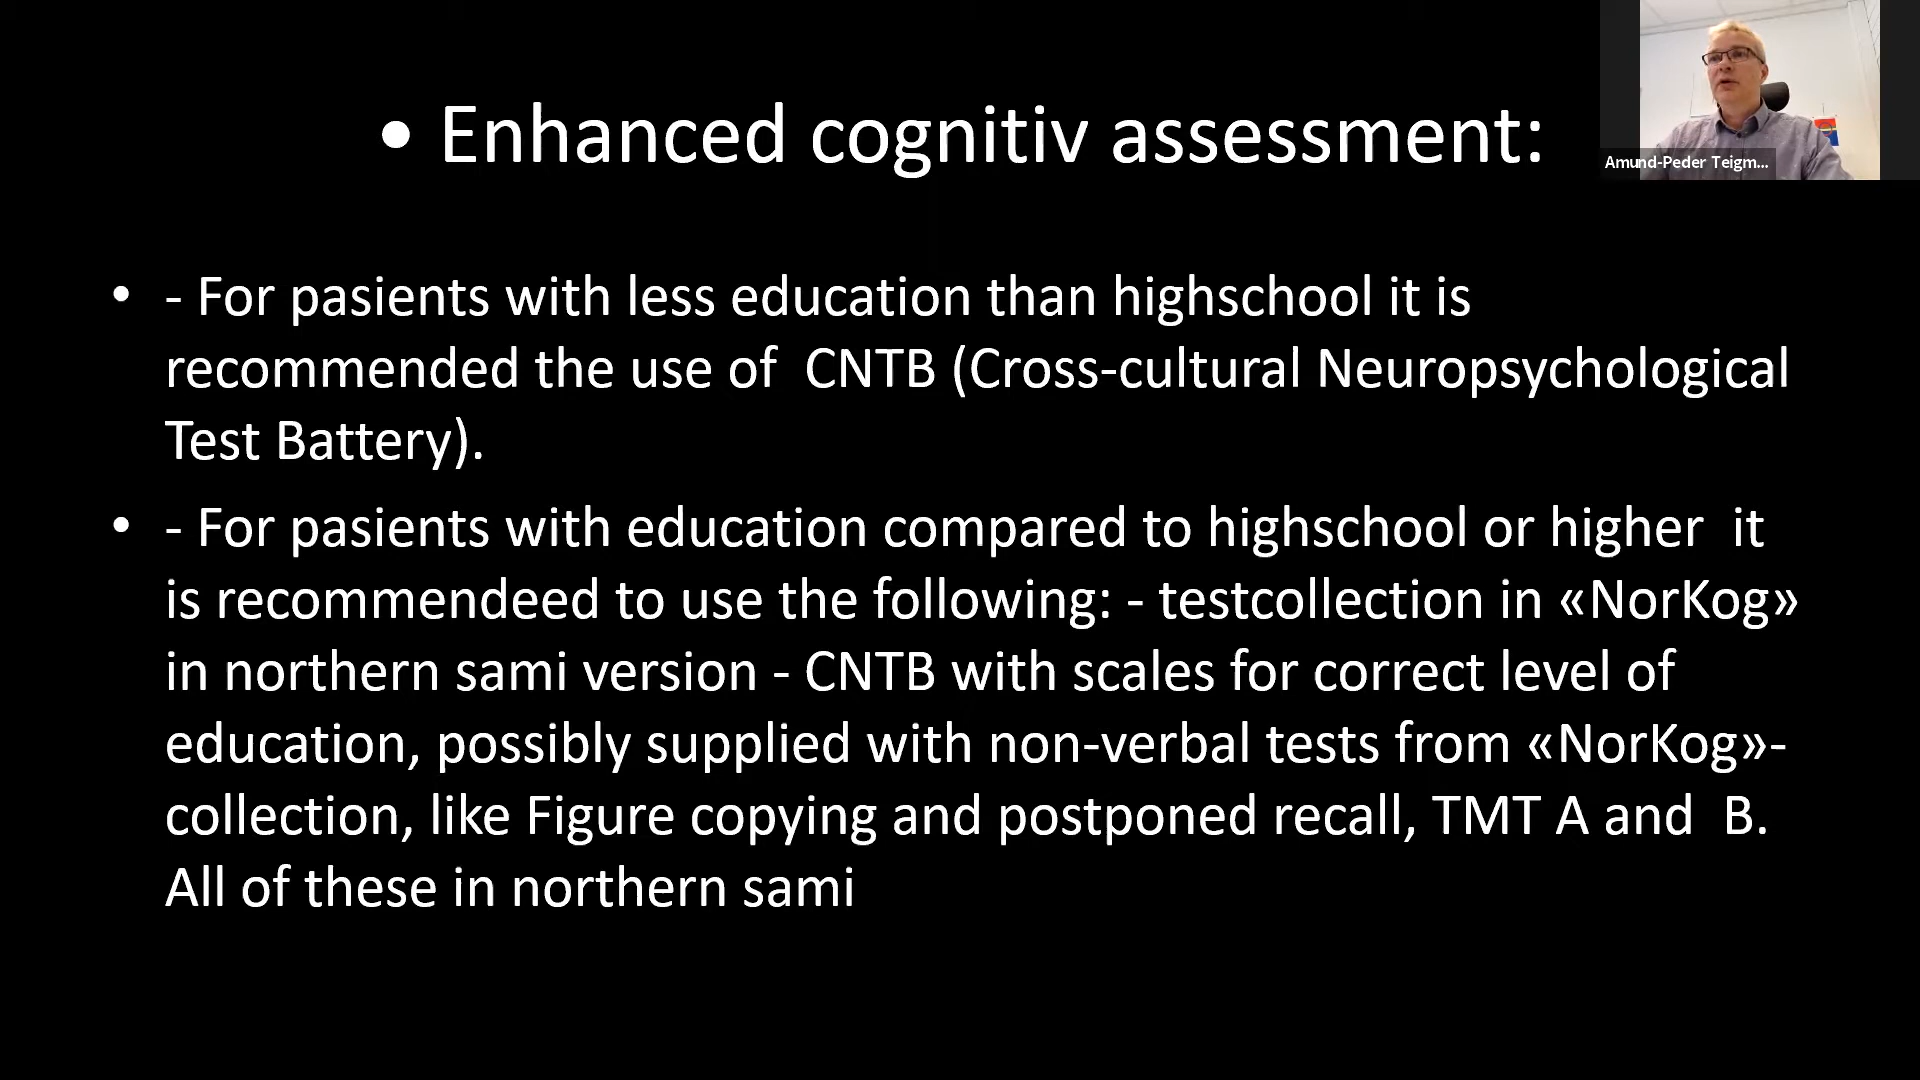 • Enhanced cognitiv assessment:
Amund-Peder Teigm...
• - For pasients with less education than highschool it is
recommended the use of  CNTB (Cross-cultural Neuropsychological
Test Battery).
• - For pasients with education compared to highschool or higher  it
is recommendeed to use the following: - testcollection in «NorKog»
in northern sami version - CNTB with scales for correct level of
education, possibly supplied with non-verbal tests from «NorKog»-
collection, like Figure copying and postponed recall, TMT A and  B.
All of these in northern sami